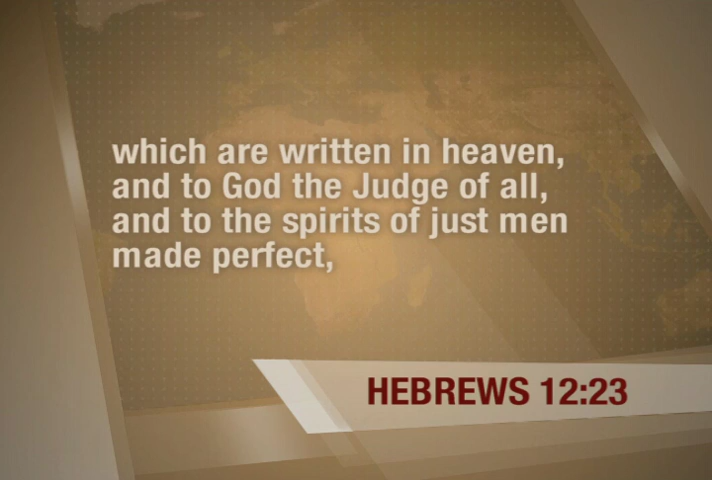 which are written in heaven,
and to God the Judge of all,
and to the spirits of just men
made perfect,
HEBREWS 12:23